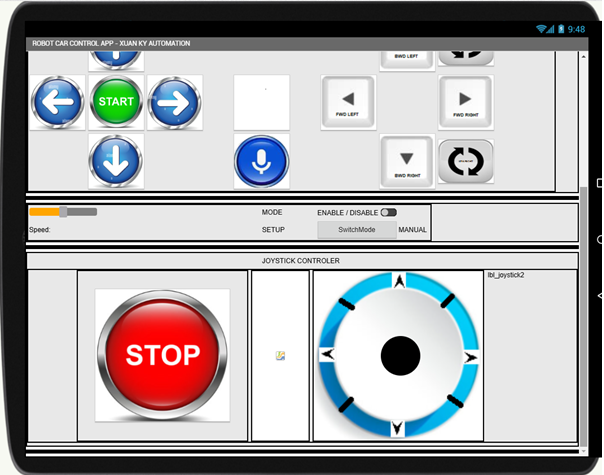 9:48
ROBOT CAR CONTROL APP - XUAN KY AUTOMATION
BWD LEFT
START
FWD LEFT
FWD RIGHT
BWD RIGHT
MODE
ENABLE / DISABLE
Speed:
SETUP
SwitchMode
MANUAL
JOYSTICK CONTROLER
lbl_joystick2
STOP